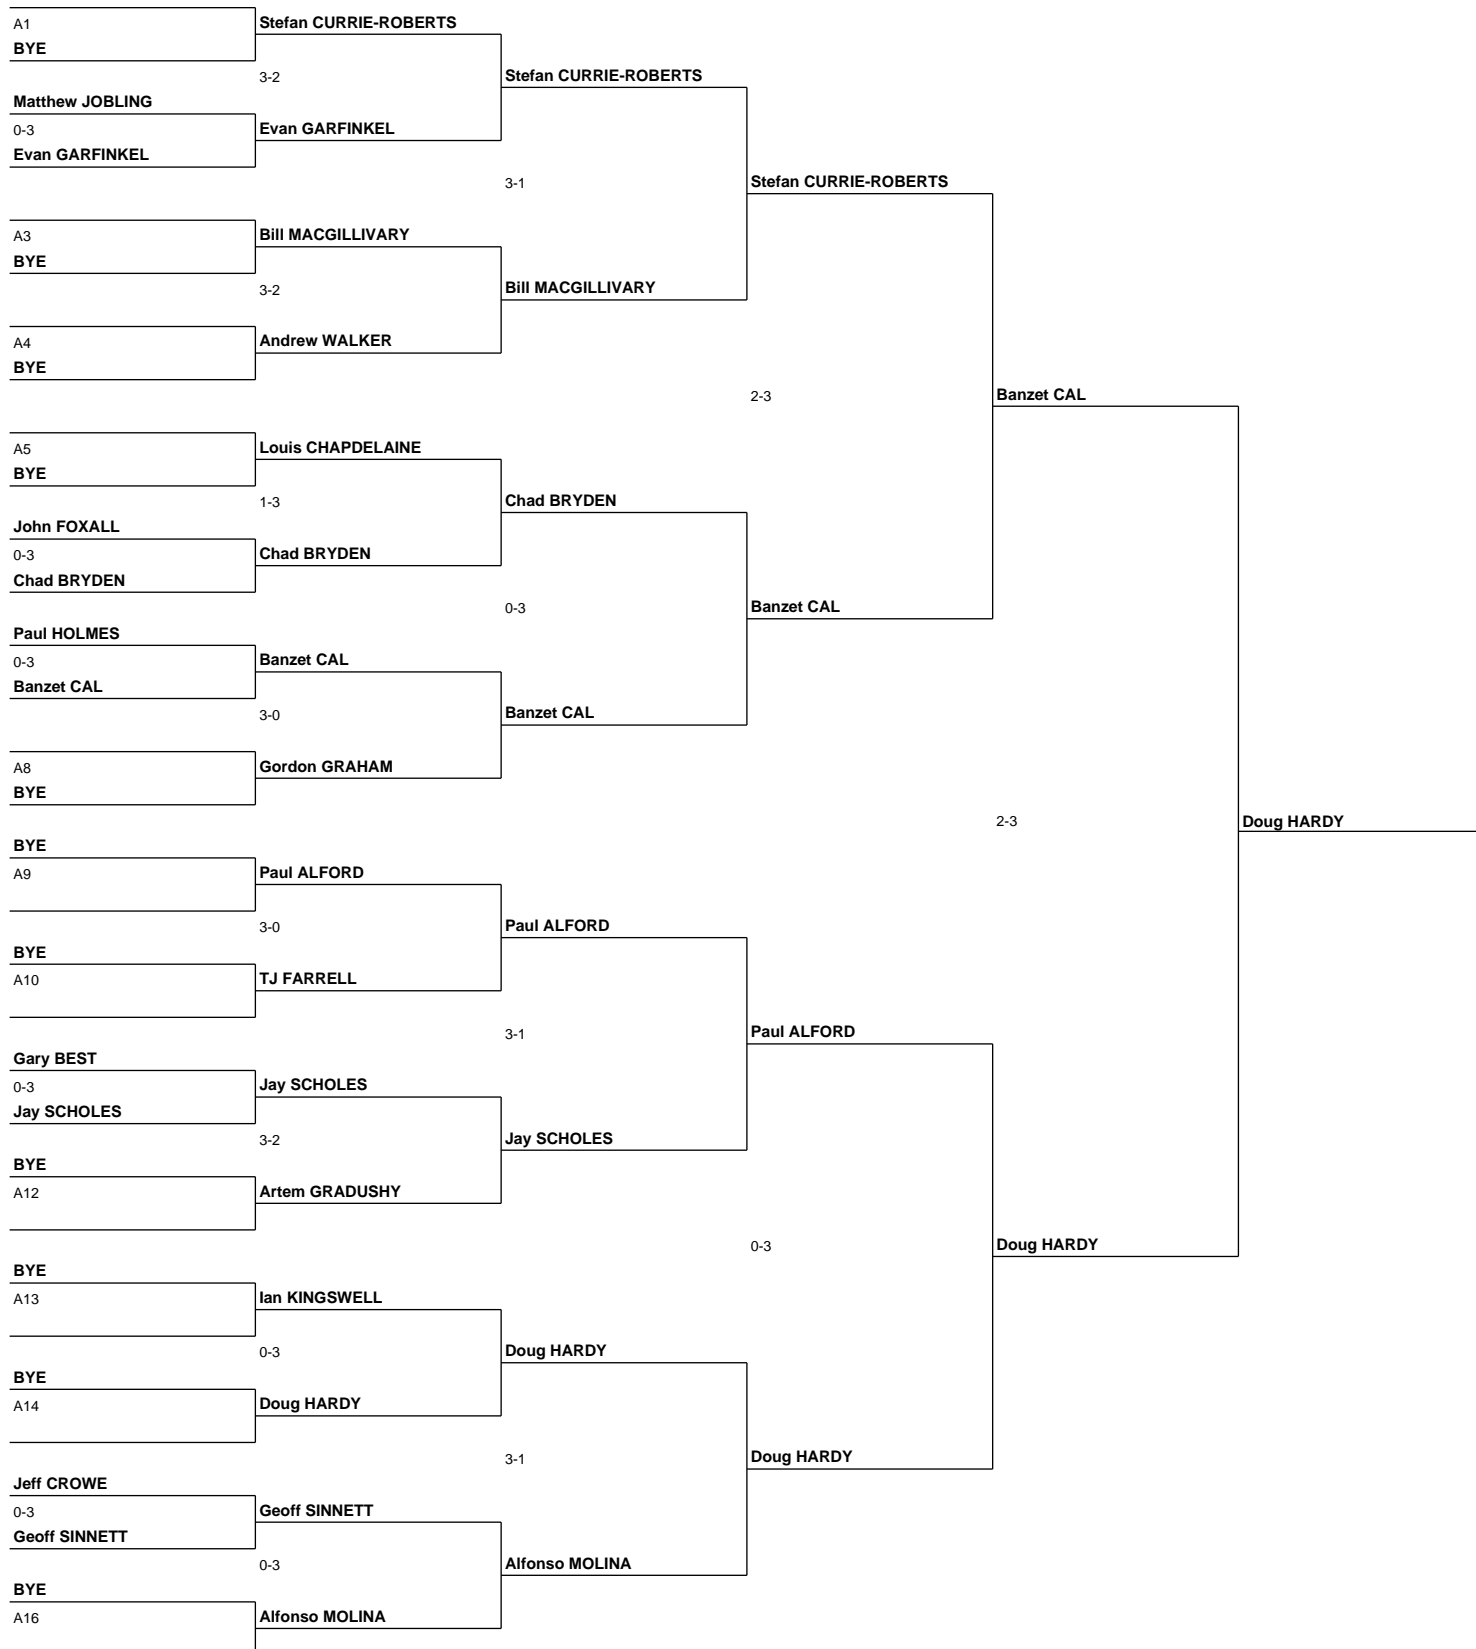 A1
BYE
Stefan CURRIE-ROBERTS
3-2
Stefan CURRIE-ROBERTS
Matthew JOBLING
0-3
Evan GARFINKEL
Evan GARFINKEL
3-1
Stefan CURRIE-ROBERTS
A3
BYE
Bill MACGILLIVARY
3-2
Bill MACGILLIVARY
A4
BYE
Andrew WALKER
2-3
Banzet CAL
A5
BYE
Louis CHAPDELAINE
1-3
Chad BRYDEN
John FOXALL
0-3
Chad BRYDEN
Chad BRYDEN
0-3
Banzet CAL
Paul HOLMES
0-3
Banzet CAL
Banzet CAL
3-0
Banzet CAL
A8
BYE
Gordon GRAHAM
2-3
Doug HARDY
BYE
A9
Paul ALFORD
3-0
Paul ALFORD
BYE
A10
TJ FARRELL
3-1
Paul ALFORD
Gary BEST
0-3
Jay SCHOLES
Jay SCHOLES
3-2
Jay SCHOLES
BYE
A12
Artem GRADUSHY
0-3
Doug HARDY
BYE
A13
Ian KINGSWELL
0-3
Doug HARDY
BYE
A14
Doug HARDY
3-1
Doug HARDY
Jeff CROWE
0-3
Geoff SINNETT
Geoff SINNETT
0-3
Alfonso MOLINA
BYE
A16
Alfonso MOLINA